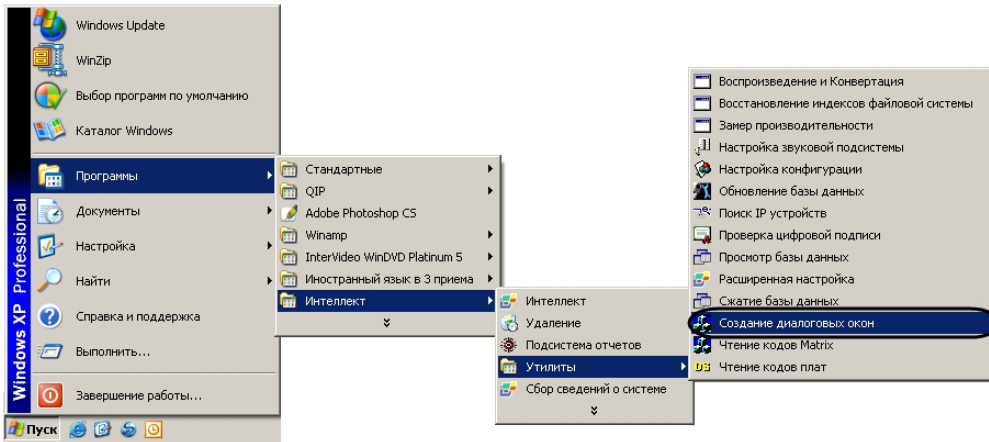 Windows Update
WinZip
Выбор программ по умолчанию
Каталог Windows
Программы
Документы
Настройка
Найти
Справка и поддержка
Выполнить...
Завершение работы...
Windows XP Professional
Пуск
Стандартные
QIP
Adobe Photoshop CS
Winamp
InterVideo WinDVD Platinum 5
Иностранный язык в 3 приема
Интеллект
Интеллект
Удаление
Подсистема отчетов
Утилиты
Сбор сведений о системе
Воспроизведение и Конвертация
Восстановление индексов файловой системы
Замер производительности
Настройка звуковой подсистемы
Настройка конфигурации
Обновление базы данных
Поиск IP устройств
Проверка цифровой подписи
Просмотр базы данных
Расширенная настройка
Сжатие базы данных
Создание диалоговых окон
Чтение кодов Matrix
DS Чтение кодов плат